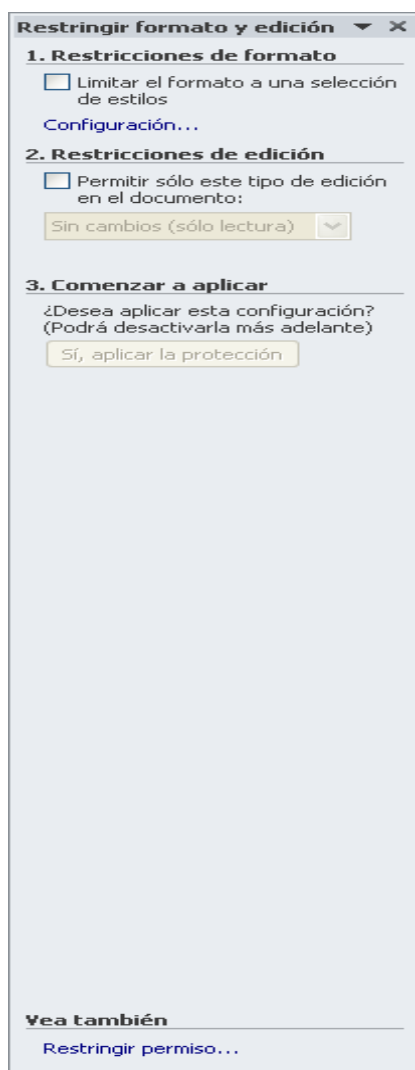 Restringir formato y edición
1. Restricciones de formato
Limitar el formato a una selección
de estilos
Configuración...
2. Restricciones de edición
Permitir sólo este tipo de edición
en el documento:
Sin cambios (sólo lectura)
3. Comenzar a aplicar
¿Desea aplicar esta configuración?
(Podrá desactivarla más adelante)
Sí, aplicar la protección
Vea también
Restringir permiso...